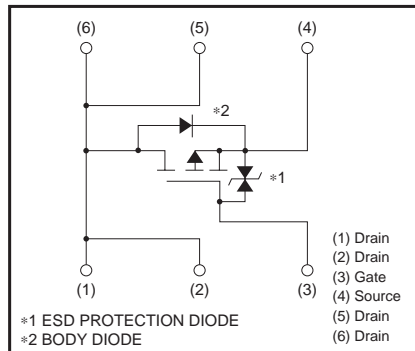 (6) (5) (4)
∗2
∗1
(1) (2) (3)
(1) Drain
(2) Drain
(3) Gate
(4) Source
(5) Drain
(6) Drain
∗1 ESD PROTECTION DIODE
∗2 BODY DIODE